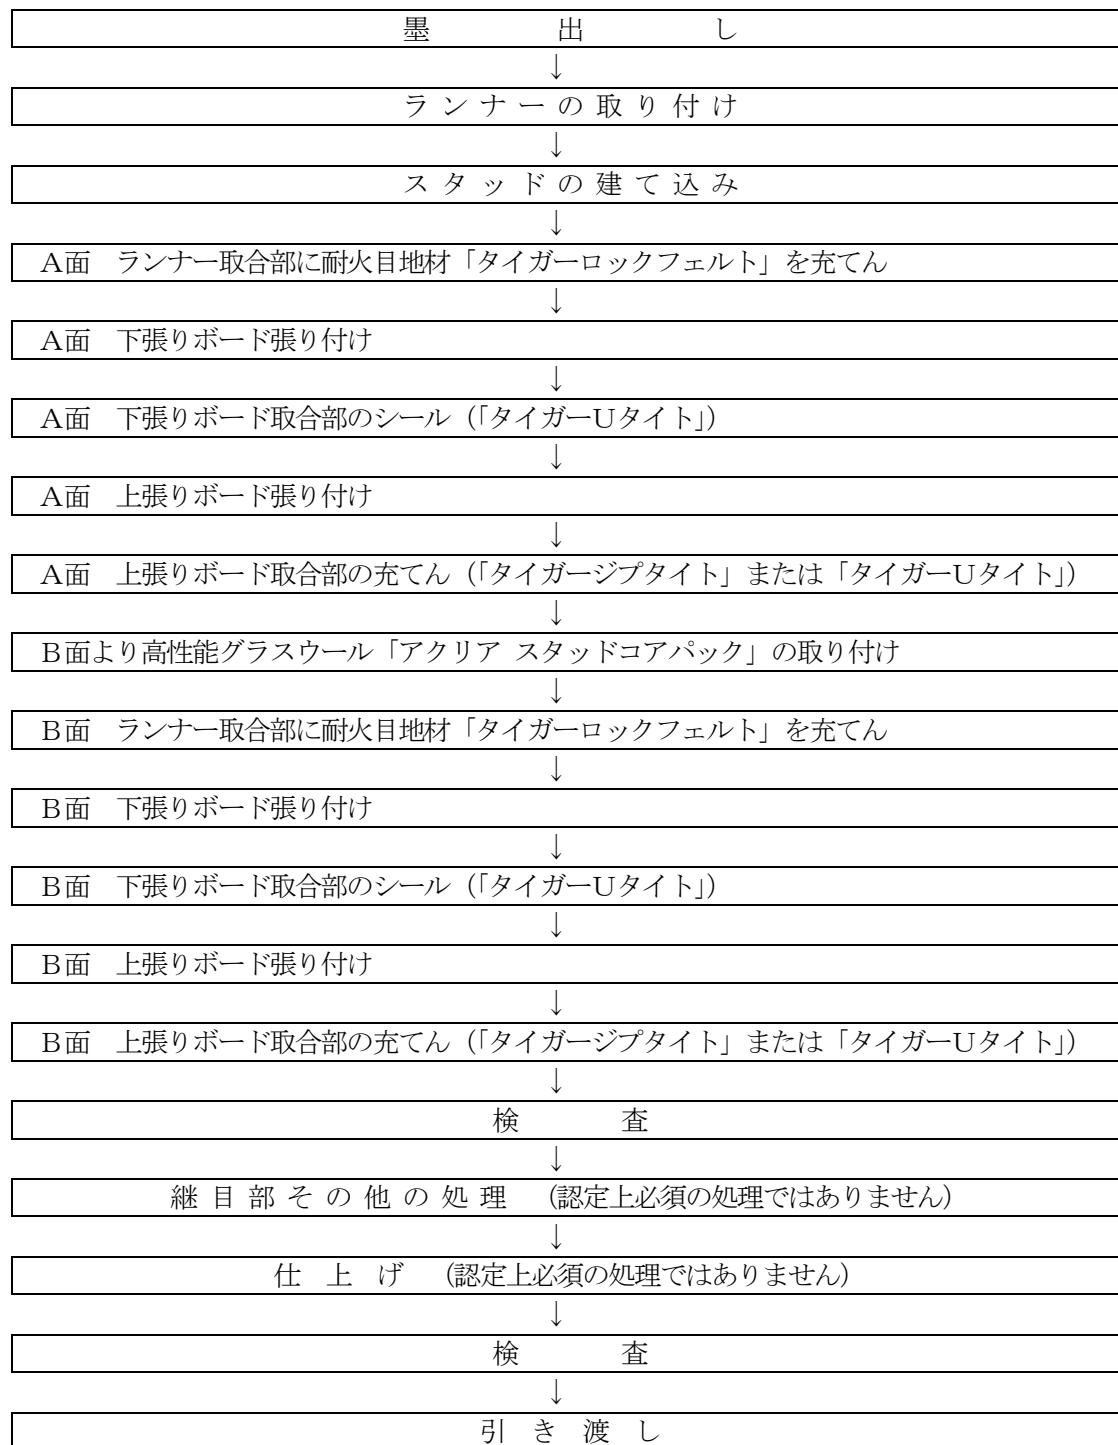 墨出し
↓
ランナーの取り付け
↓
スタッドの建て込み
↓
A面　ランナー取合部に耐火目地材「タイガーロックフェルト」を充てん
↓
A面　下張りボード張り付け
↓
A面　下張りボード取合部のシール（「タイガーUタイト」）
↓
A面　上張りボード張り付け
↓
A面　上張りボード取合部の充てん（「タイガージプタイト」または「タイガーUタイト」）
↓
B面より高性能グラスウール「アクリア スタッドコアパック」の取り付け
↓
B面　ランナー取合部に耐火目地材「タイガーロックフェルト」を充てん
↓
B面　下張りボード張り付け
↓
B面　下張りボード取合部のシール（「タイガーUタイト」）
↓
B面　上張りボード張り付け
↓
B面　上張りボード取合部の充てん（「タイガージプタイト」または「タイガーUタイト」）
↓
検査
↓
継目部その他の処理　（認定上必須の処理ではありません）
↓
仕上げ　（認定上必須の処理ではありません）
↓
検査
↓
引き渡し